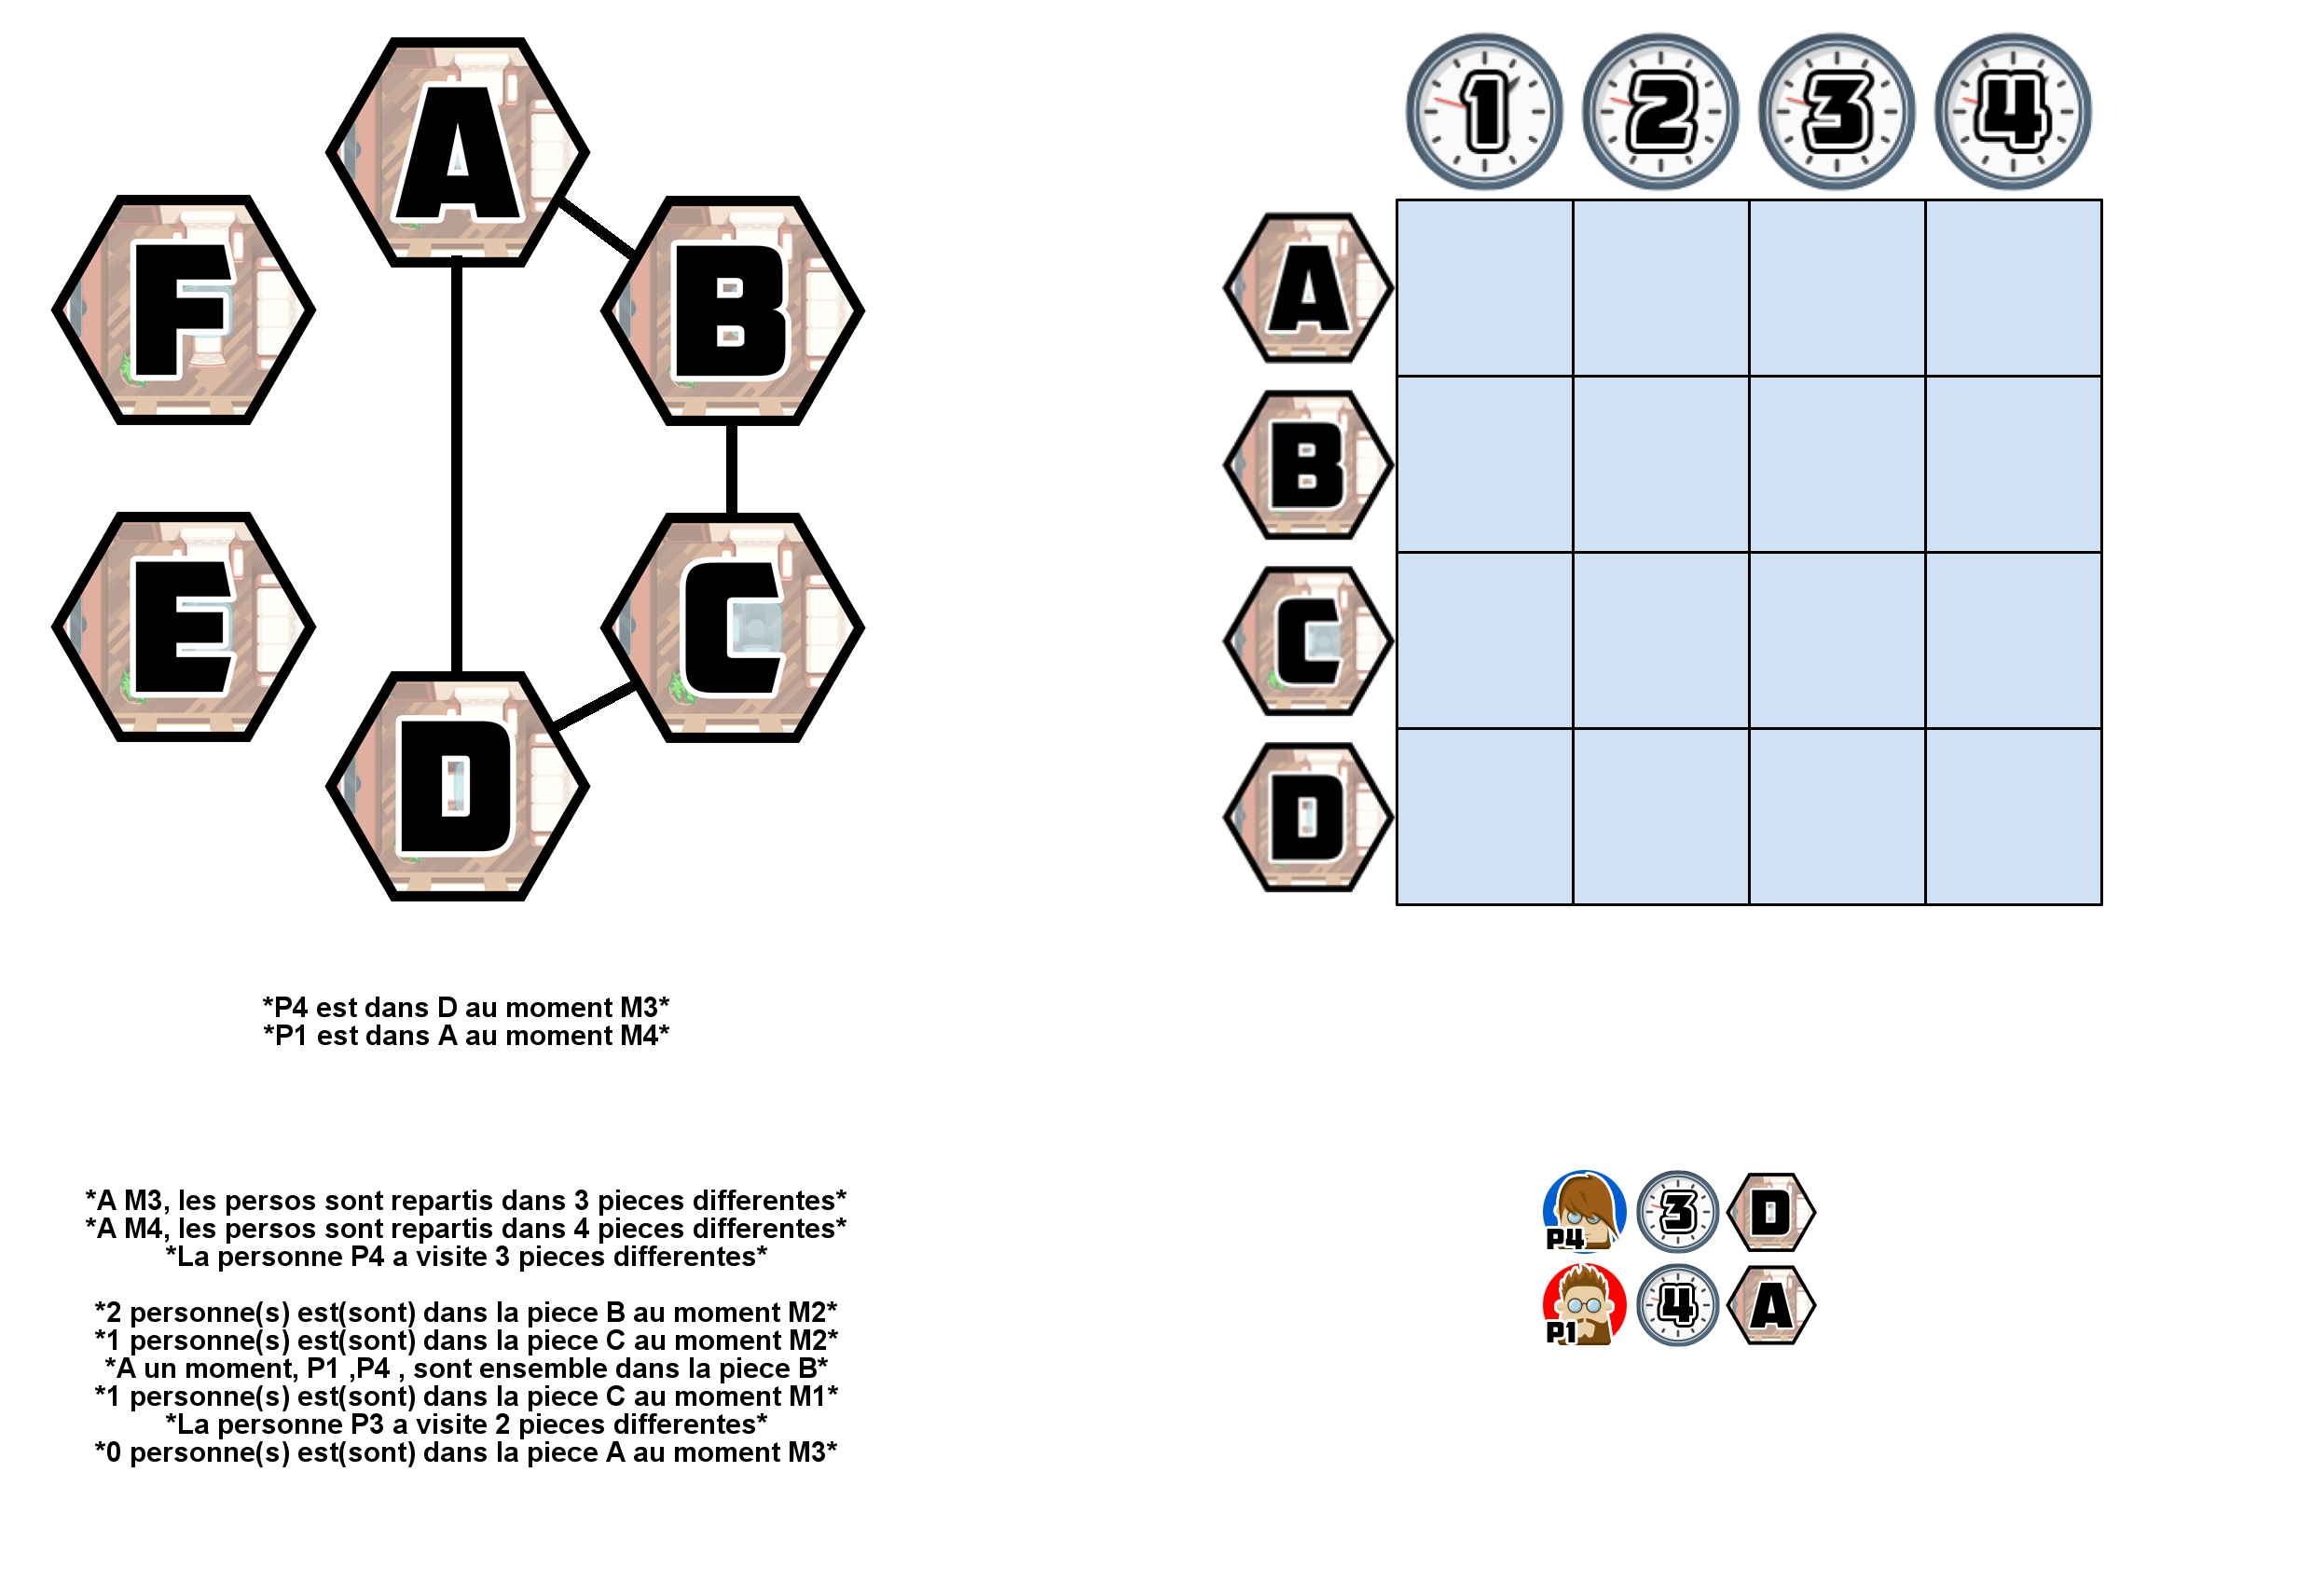 A
F
B
E
C
D
1 2 3 4
A
B
C
D
*P4 est dans D au moment M3*
*P1 est dans A au moment M4*
*A M3, les persos sont repartis dans 3 pieces differentes*
*A M4, les persos sont repartis dans 4 pieces differentes*
*La personne P4 a visite 3 pieces differentes*
*2 personne(s) est(sont) dans la piece B au moment M2*
*1 personne(s) est(sont) dans la piece C au moment M2*
*A un moment, P1 ,P4 , sont ensemble dans la piece B*
*1 personne(s) est(sont) dans la piece C au moment M1*
*La personne P3 a visite 2 pieces differentes*
*0 personne(s) est(sont) dans la piece A au moment M3*
P4 3 D
P1 4 A